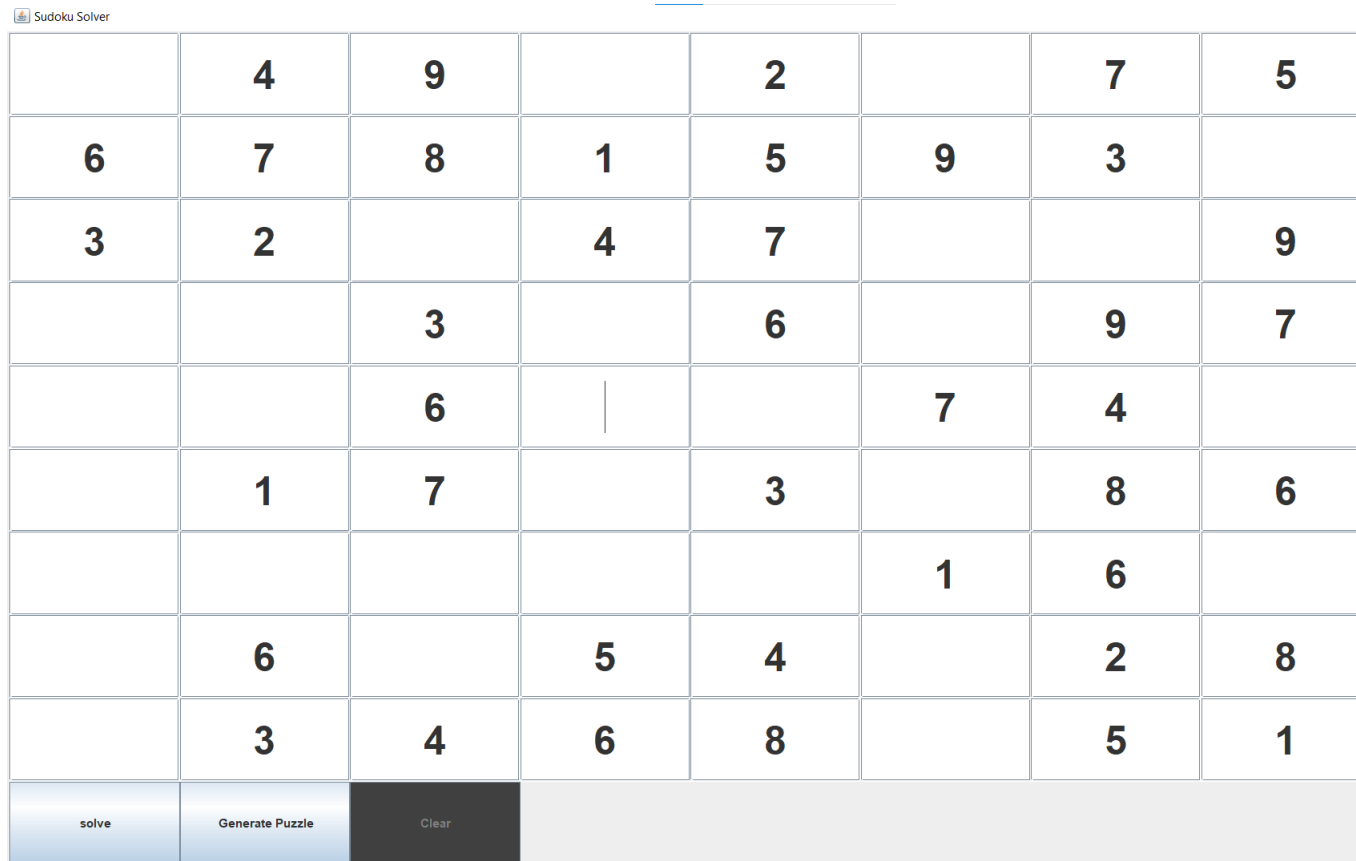 Sudoku Solver
4 9 2 7 5
6 7 8 1 5 9 3
3 2 4 7 9
3 6 9 7
6 7 4
1 7 3 8 6
1 6
6 5 4 2 8
3 4 6 8 5 1
solve Generate Puzzle Clear